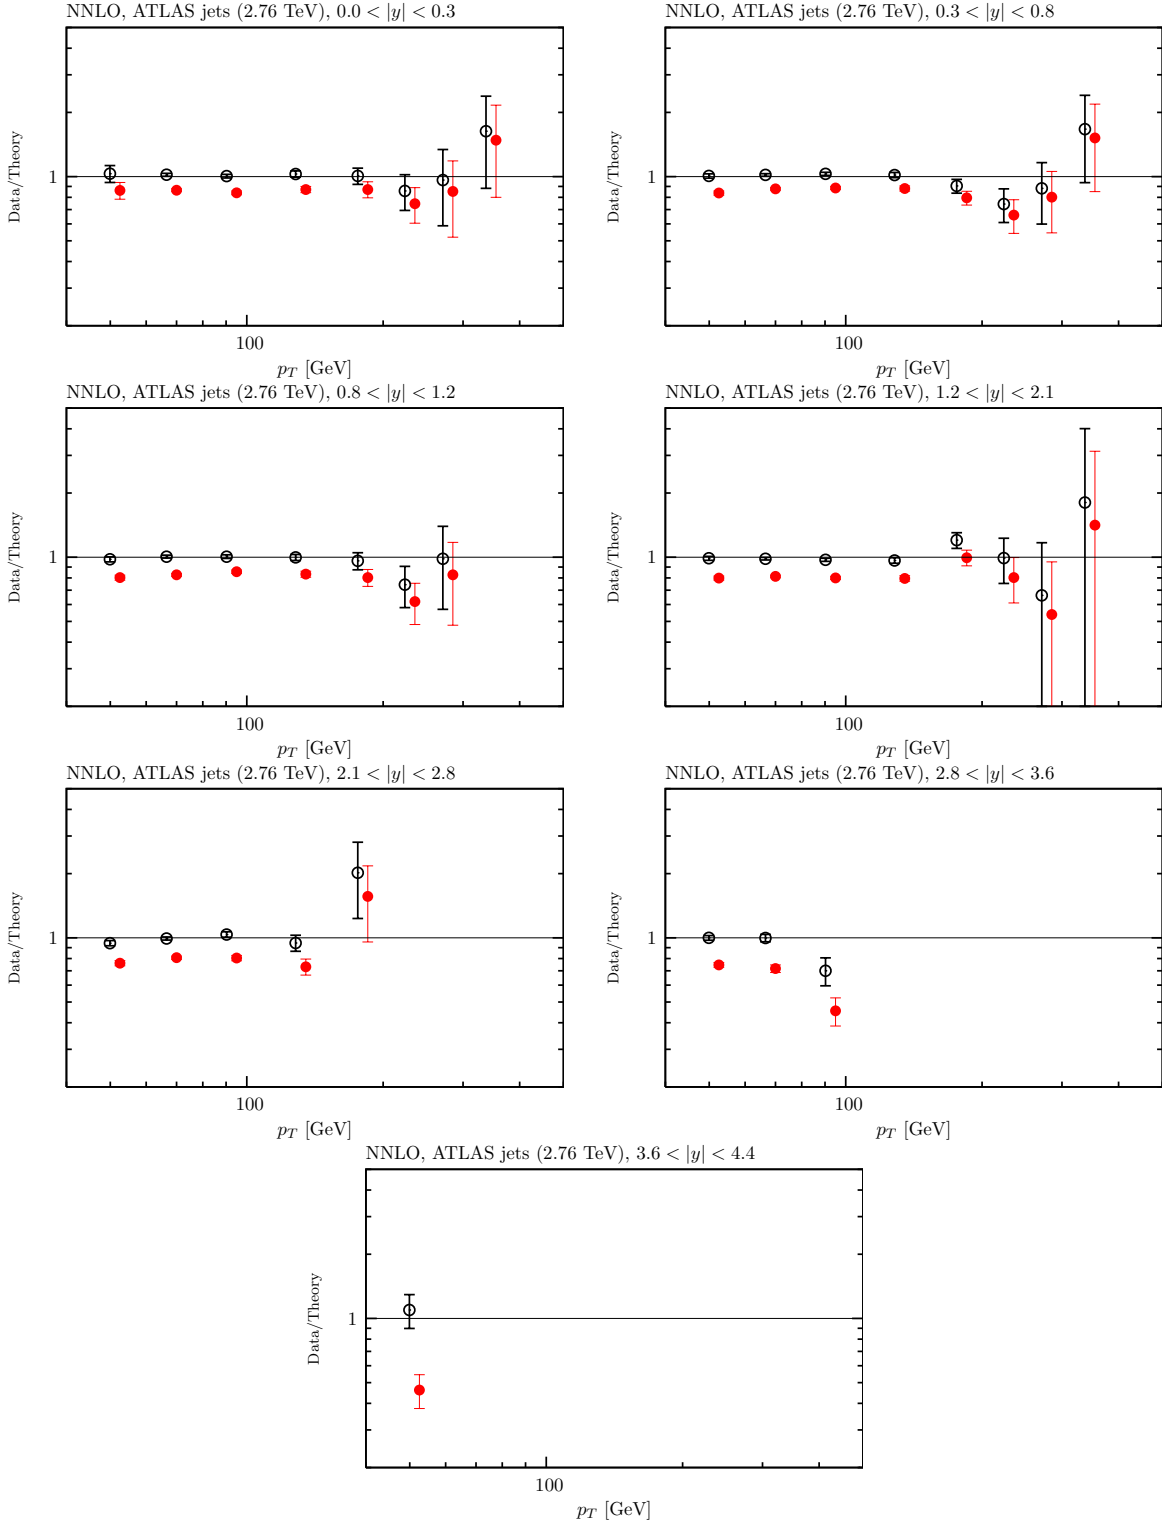 NNLO, ATLAS jets (2.76 TeV), 0.0 < |y| < 0.3
Data/Theory
1
100
p_T [GeV]
NNLO, ATLAS jets (2.76 TeV), 0.3 < |y| < 0.8
Data/Theory
1
100
p_T [GeV]
NNLO, ATLAS jets (2.76 TeV), 0.8 < |y| < 1.2
Data/Theory
1
100
p_T [GeV]
NNLO, ATLAS jets (2.76 TeV), 1.2 < |y| < 2.1
Data/Theory
1
100
p_T [GeV]
NNLO, ATLAS jets (2.76 TeV), 2.1 < |y| < 2.8
Data/Theory
1
100
p_T [GeV]
NNLO, ATLAS jets (2.76 TeV), 2.8 < |y| < 3.6
Data/Theory
1
100
p_T [GeV]
NNLO, ATLAS jets (2.76 TeV), 3.6 < |y| < 4.4
Data/Theory
1
100
p_T [GeV]